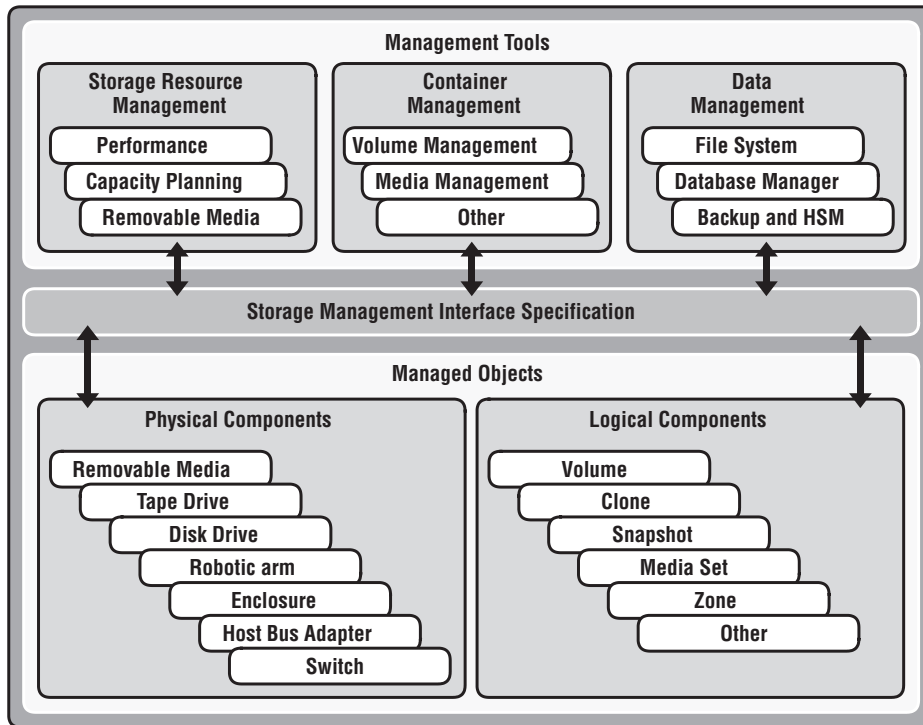 Management Tools
Storage Resource
Management
Performance
Capacity Planning
Removable Media
Container
Management
Volume Management
Media Management
Other
Data
Management
File System
Database Manager
Backup and HSM
Storage Management Interface Specification
Managed Objects
Physical Components
Removable Media
Tape Drive
Disk Drive
Robotic arm
Enclosure
Host Bus Adapter
Switch
Logical Components
Volume
Clone
Snapshot
Media Set
Zone
Other